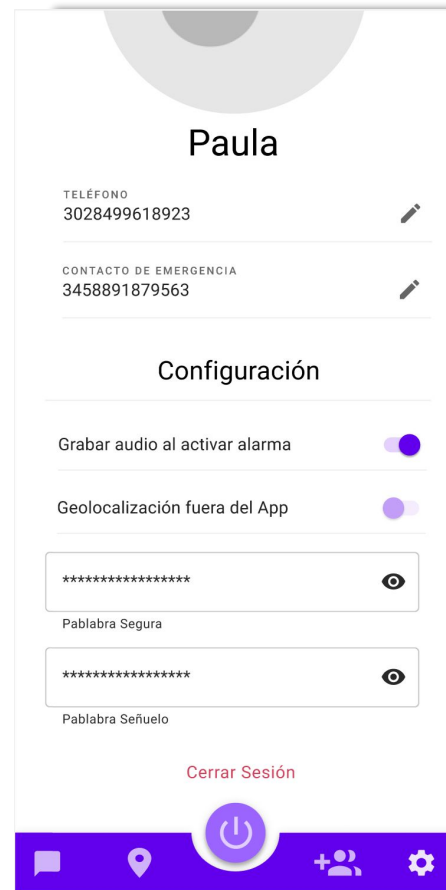 Paula
TELÉFONO
3028499618923
CONTACTO DE EMERGENCIA
3458891879563
Configuración
Grabar audio al activar alarma
Geolocalización fuera del App
*****************
Pablabra Segura
*****************
Pablabra Señuelo
Cerrar Sesión